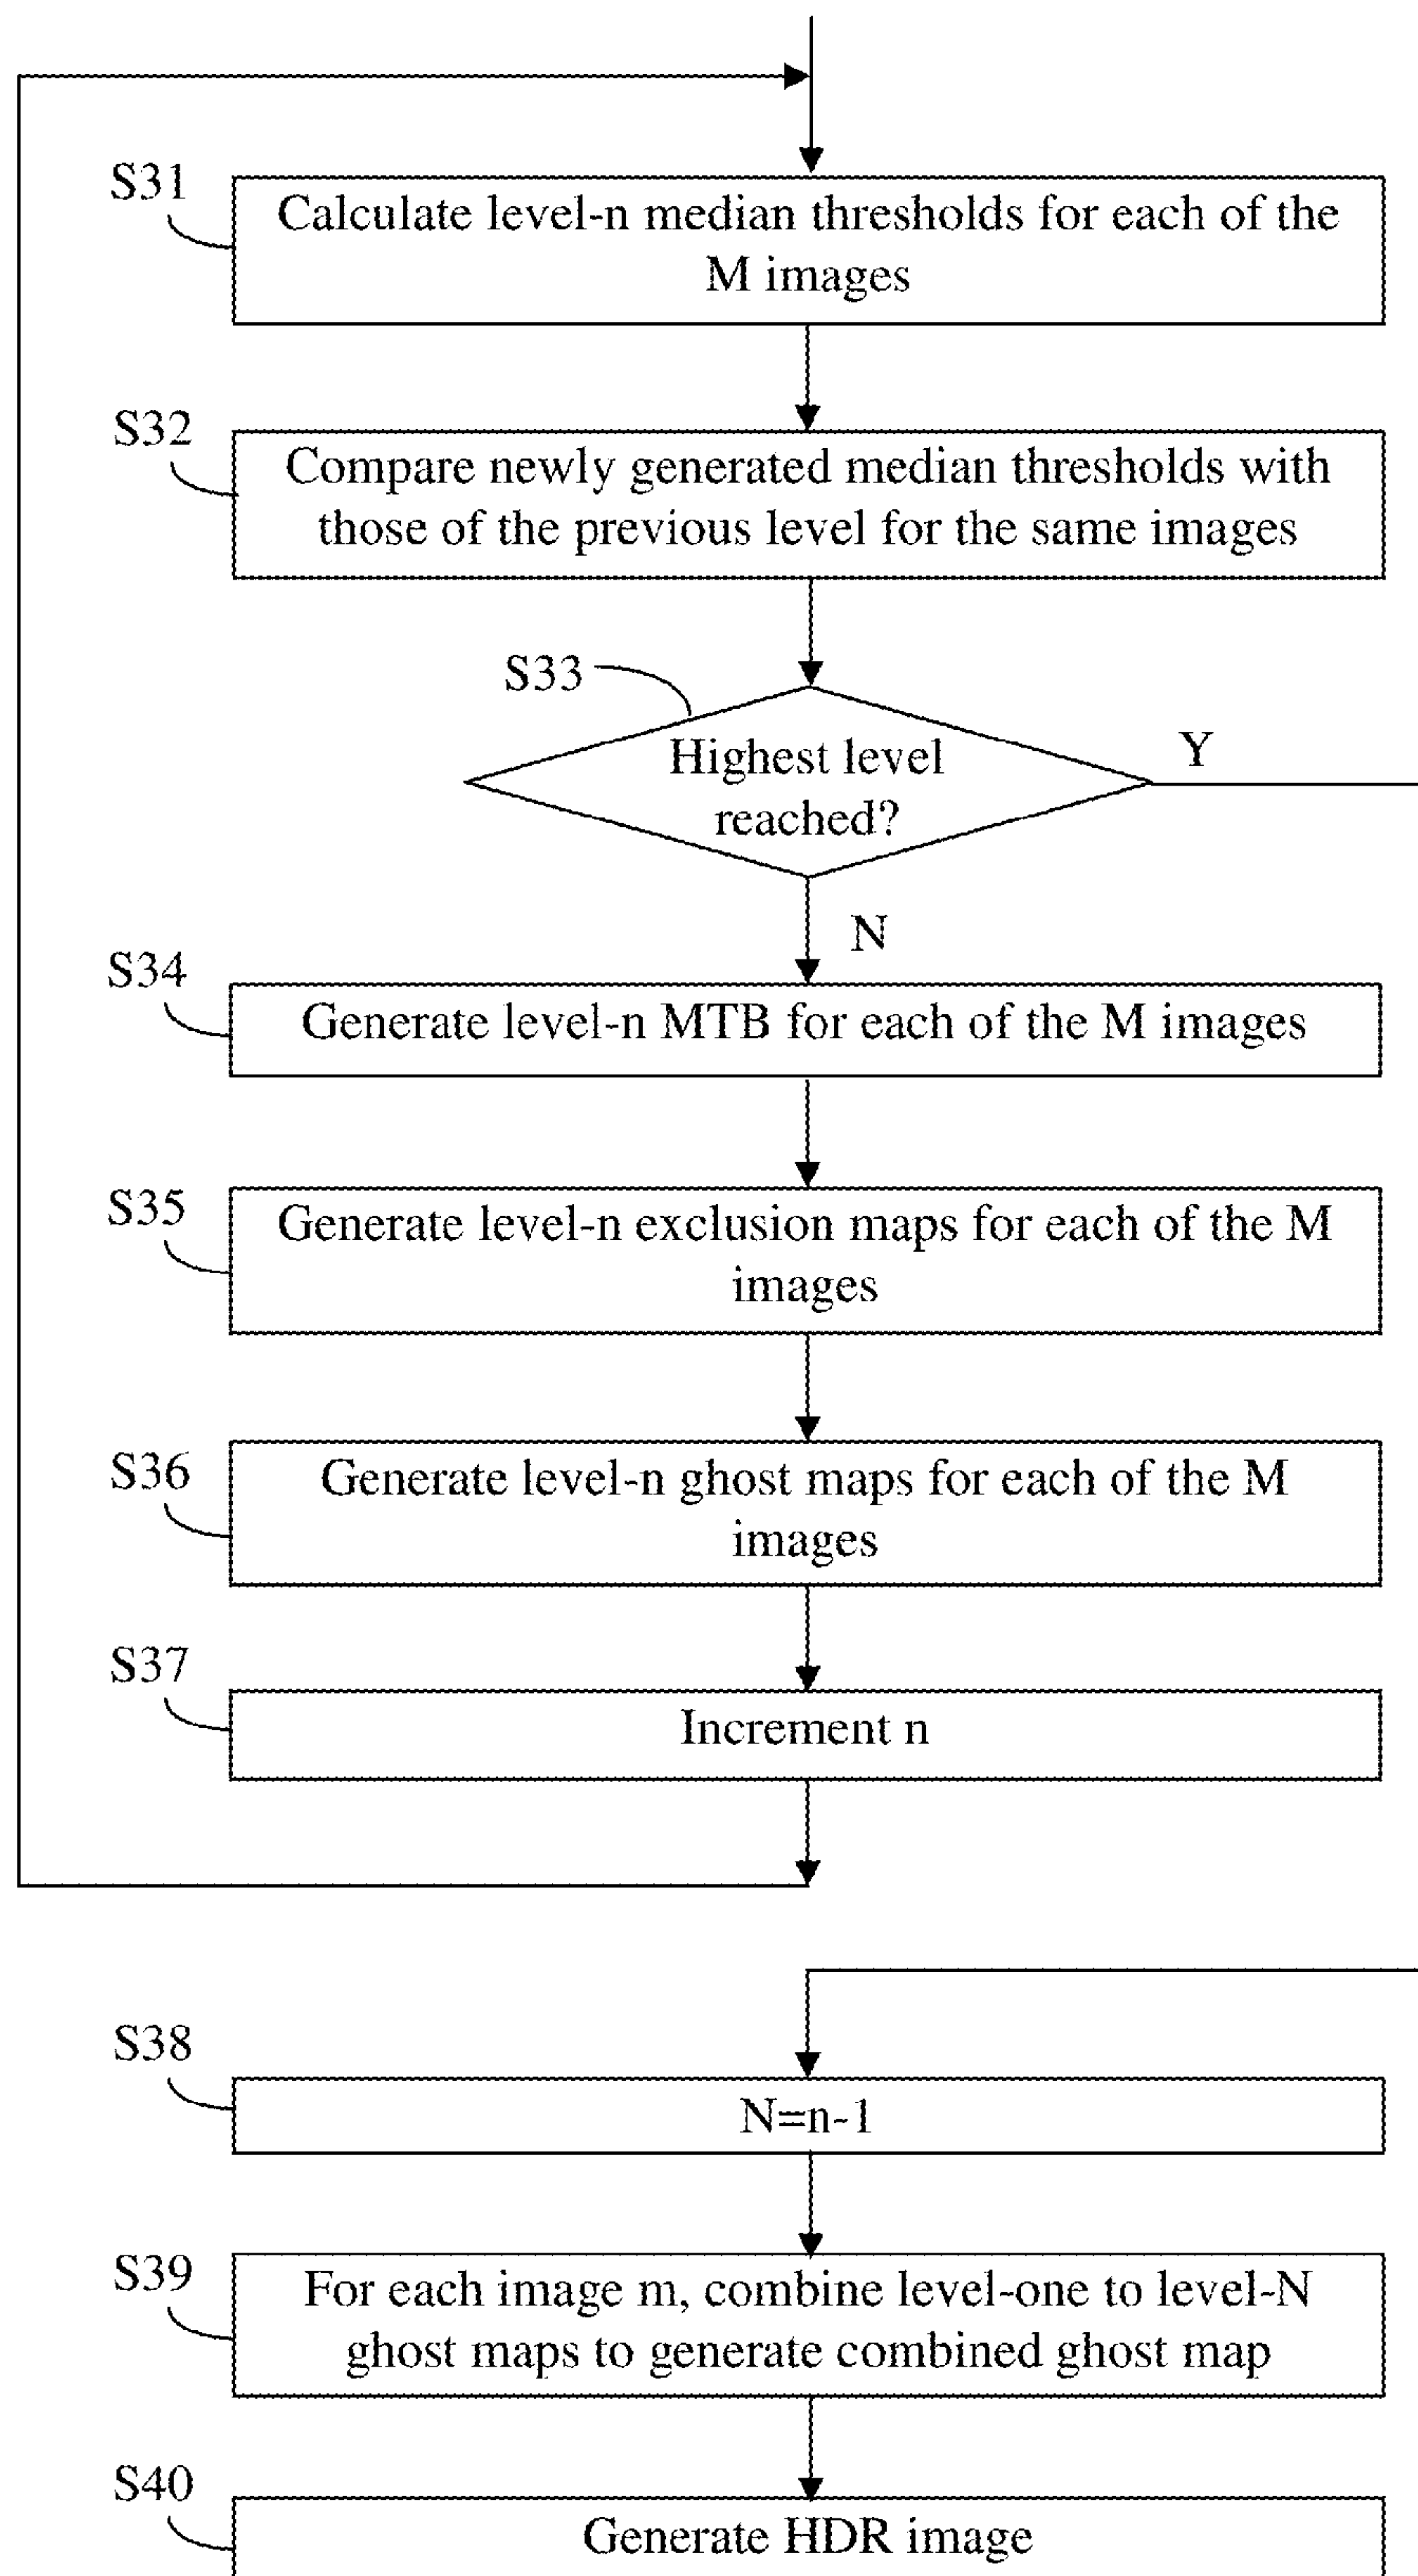 S31
Calculate level-n median thresholds for each of the
M images
S32
Compare newly generated median thresholds with
those of the previous level for the same images
S33
Highest level
reached?
Y
N
S34
Generate level-n MTB for each of the M images
S35
Generate level-n exclusion maps for each of the M
images
S36
Generate level-n ghost maps for each of the M
images
S37
Increment n
S38
N=n-1
S39
For each image m, combine level-one to level-N
ghost maps to generate combined ghost map
S40
Generate HDR image